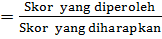 = Skor yang diperoleh
Skor yang diharapkan